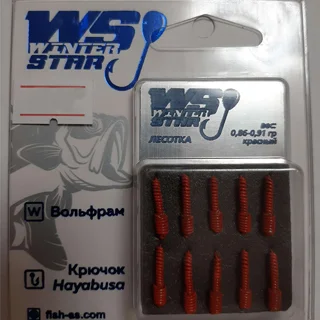 WS
WINTER
STAR
WS
WINTER
STAR
ЛЕСОТКА
0,86-0,91 гр
красный
W Вольфрам
Крючок
Hayabusa
fish-ss.com